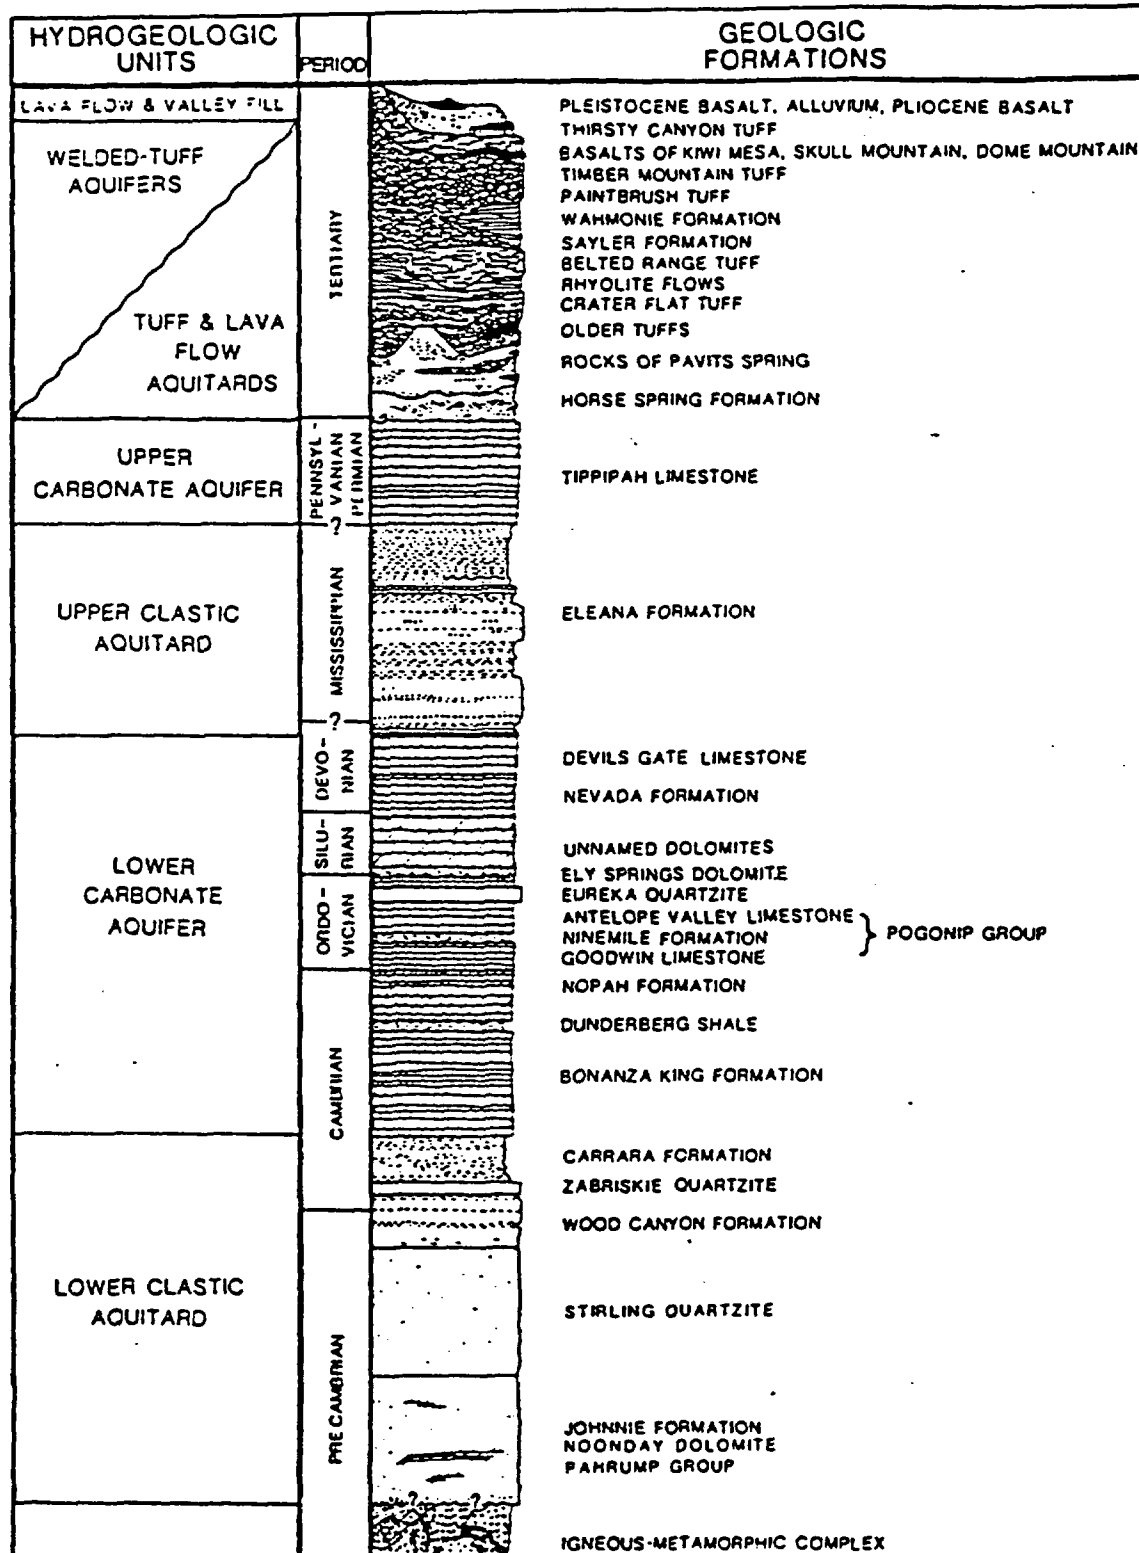 HYDROGEOLOGIC
UNITS
PERIOD
GEOLOGIC
FORMATIONS
LAVA FLOW & VALLEY FILL
WELDED-TUFF
AQUIFERS
TUFF & LAVA
FLOW
AQUITARDS
UPPER
CARBONATE AQUIFER
UPPER CLASTIC
AQUITARD
LOWER
CARBONATE
AQUIFER
LOWER CLASTIC
AQUITARD
TERTIARY
PENNSYL-
VANIAN
PERMIAN
?
MISSISSIPPIAN
?
DEVO-
NIAN
SILU-
RIAN
ORDO-
VICIAN
CAMBRIAN
PRECAMBRIAN
? ?
PLEISTOCENE BASALT, ALLUVIUM, PLIOCENE BASALT
THIRSTY CANYON TUFF
BASALTS OF KIWI MESA, SKULL MOUNTAIN, DOME MOUNTAIN
TIMBER MOUNTAIN TUFF
PAINTBRUSH TUFF
WAHMONIE FORMATION
SAYLER FORMATION
BELTED RANGE TUFF
RHYOLITE FLOWS
CRATER FLAT TUFF
OLDER TUFFS
ROCKS OF PAVITS SPRING
HORSE SPRING FORMATION
TIPPIPAH LIMESTONE
ELEANA FORMATION
DEVILS GATE LIMESTONE
NEVADA FORMATION
UNNAMED DOLOMITES
ELY SPRINGS DOLOMITE
EUREKA QUARTZITE
ANTELOPE VALLEY LIMESTONE
NINEMILE FORMATION
GOODWIN LIMESTONE
POGONIP GROUP
NOPAH FORMATION
DUNDERBERG SHALE
BONANZA KING FORMATION
CARRARA FORMATION
ZABRISKIE QUARTZITE
WOOD CANYON FORMATION
STIRLING QUARTZITE
JOHNNIE FORMATION
NOONDAY DOLOMITE
PAHRUMP GROUP
IGNEOUS-METAMORPHIC COMPLEX